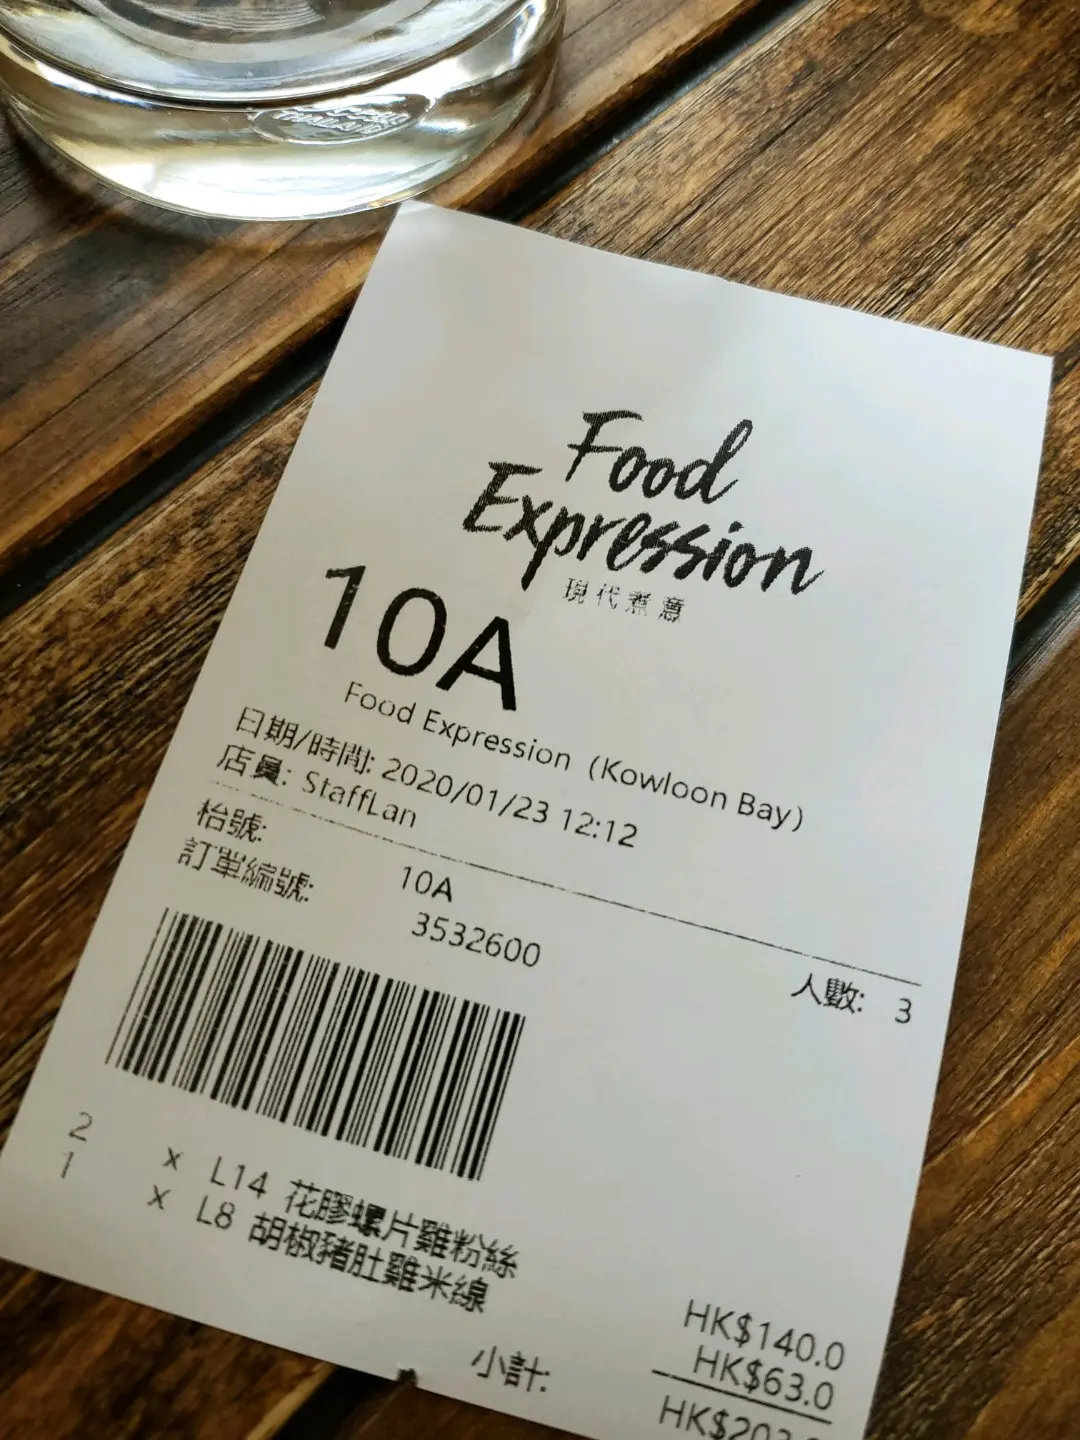 THAILAND
Food
Expression
現代煮意
10A
Food Expression (Kowloon Bay)
日期/時間: 2020/01/23 12:12
店員: StaffLan
枱號: 10A
訂單編號: 3532600
人數: 3
2 x L14 花膠螺片雞粉絲 HK$140.0
1 x L8 胡椒豬肚雞米線 HK$63.0
小計: HK$203.